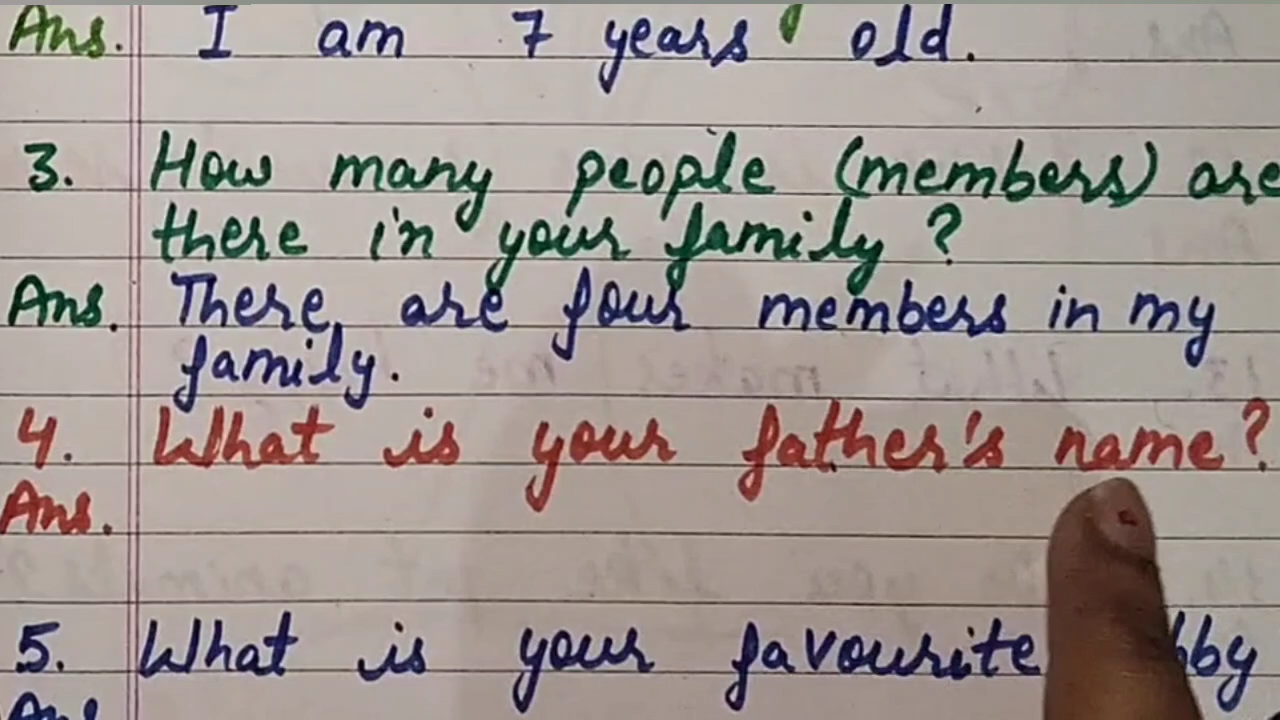 Ans. I am 7 years old.
3. How many people (members) are
there in your family ?
Ans. There are four members in my
family.
4. What is your father's name?
Ans.
5. What is your favourite
Ans